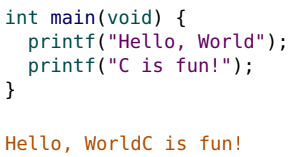 int main(void) {
  printf("Hello, World");
  printf("C is fun!");
}

Hello, WorldC is fun!